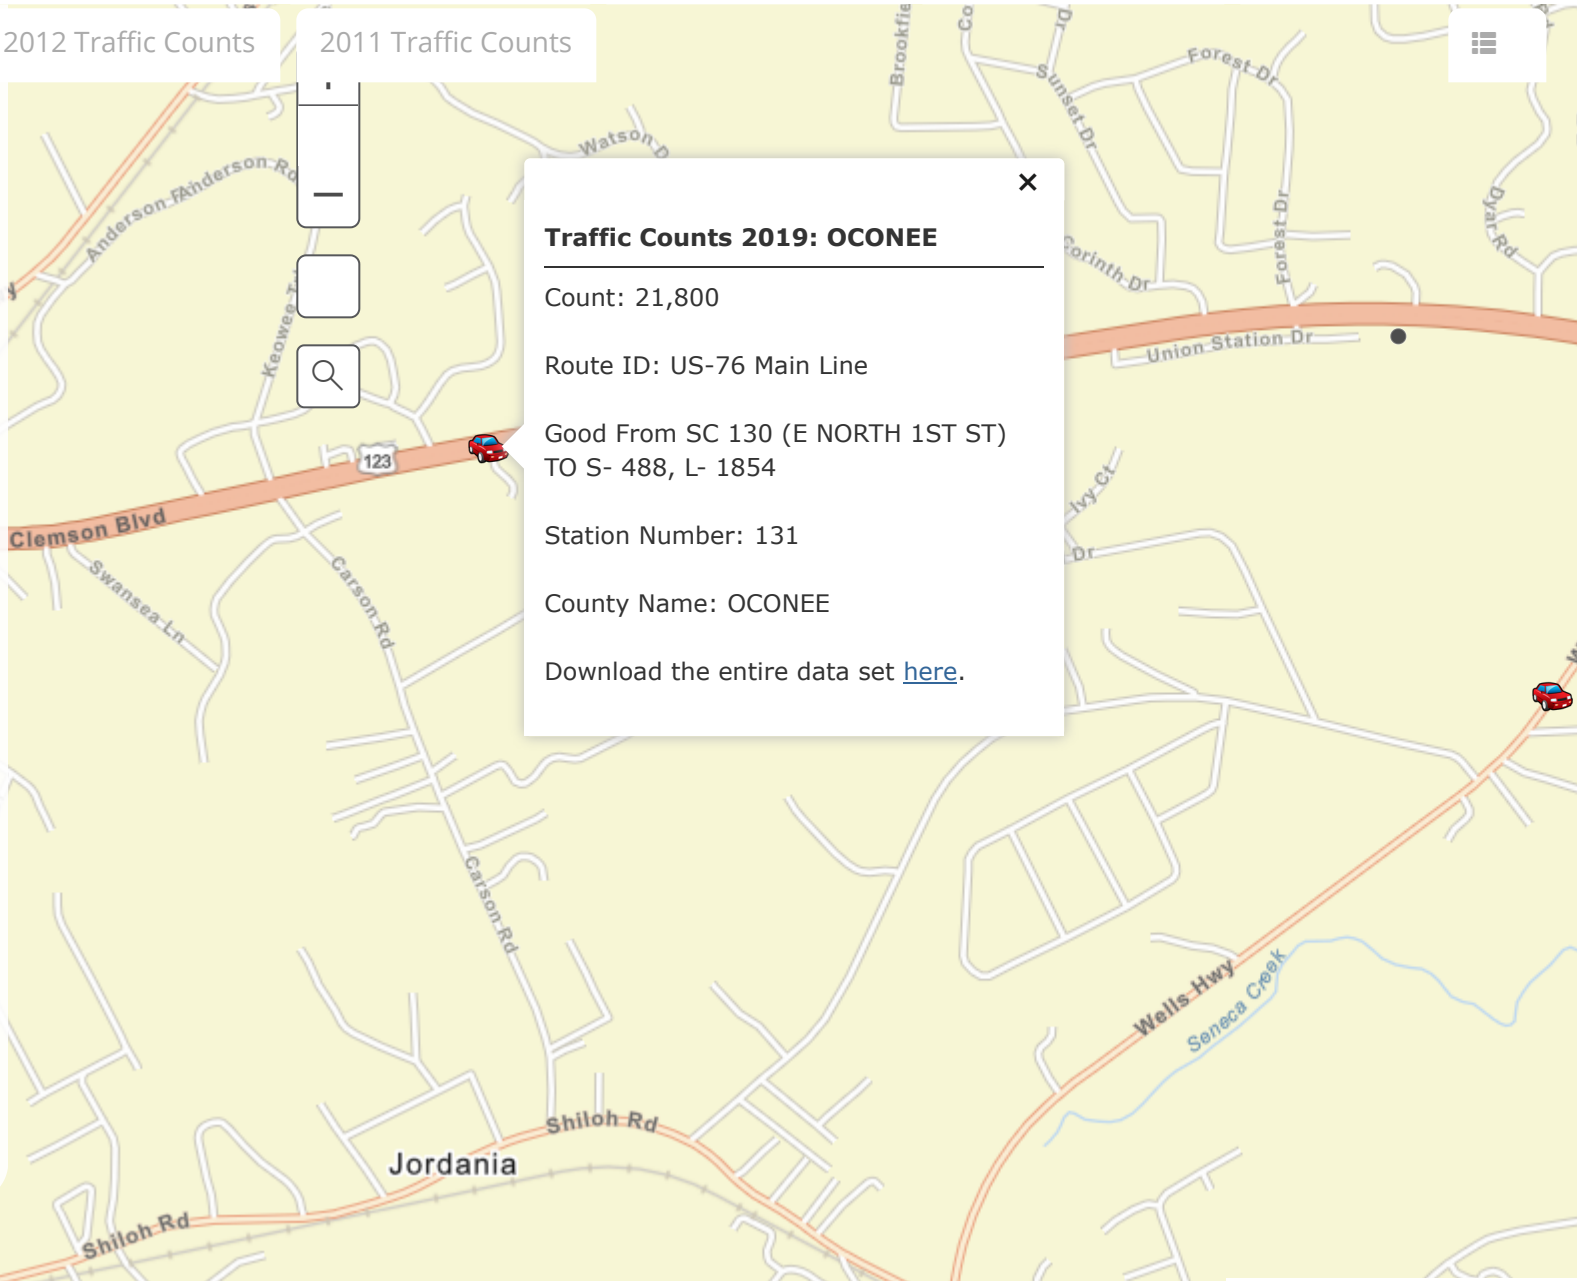 2012 Traffic Counts
2011 Traffic Counts
Brookfie
Dr
Sunset Dr
Forest Dr
Watson D
Anderson Rd
Anderson
Keowee
Traffic Counts 2019: OCONEE
Count: 21,800
Route ID: US-76 Main Line
Good From SC 130 (E NORTH 1ST ST)
TO S- 488, L- 1854
Station Number: 131
County Name: OCONEE
Download the entire data set here.
Corinth Dr
Forest Dr
Dyar Rd
Union Station Dr
123
Clemson Blvd
Swansea Ln
Carson Rd
Ivy Ct
Dr
Carson Rd
Wells Hwy
Seneca Creek
Shiloh Rd
Jordania
Shiloh Rd